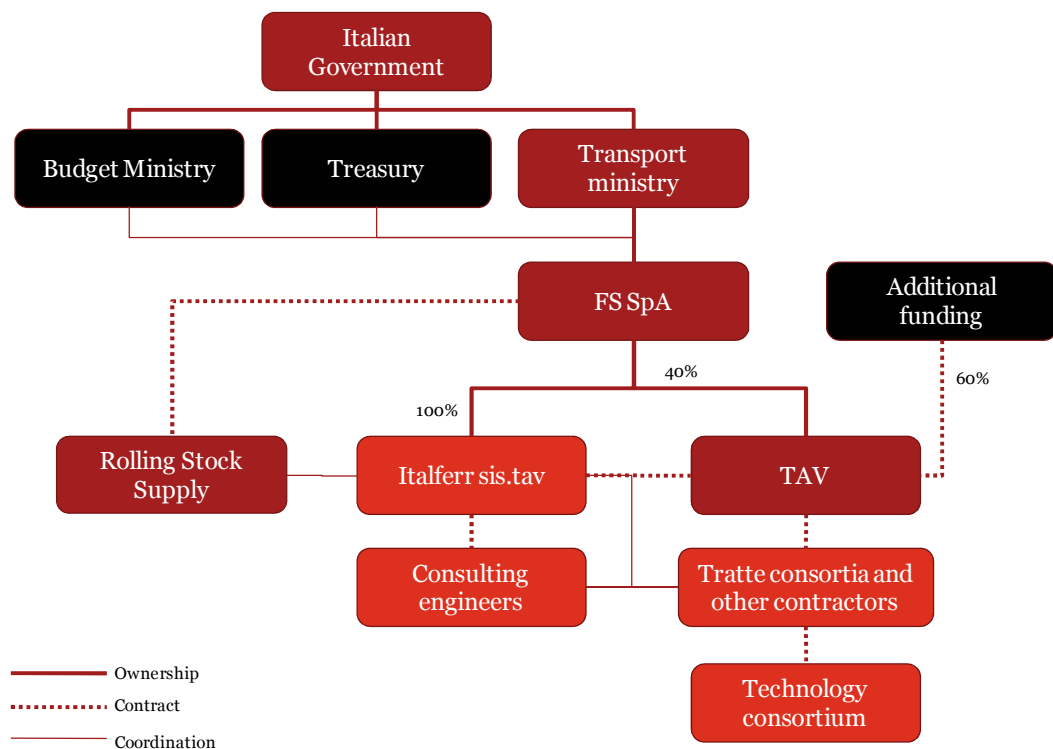 Italian
Government
Budget Ministry
Treasury
Transport
ministry
FS SpA
Additional
funding
40%
60%
100%
Rolling Stock
Supply
Italferr sis.tav
TAV
Consulting
engineers
Tratte consortia and
other contractors
Technology
consortium
Ownership
Contract
Coordination